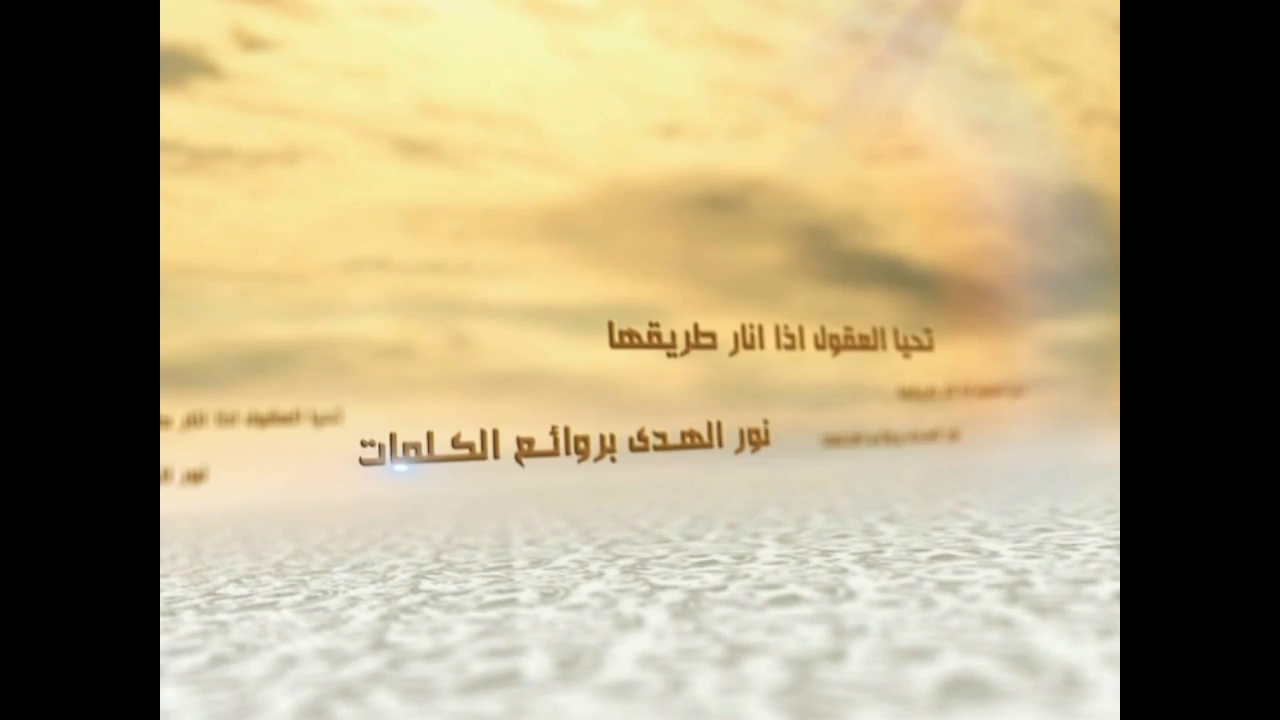 تحيا العقول اذا انار طريقها
نور الهدى بروائع الكلمات